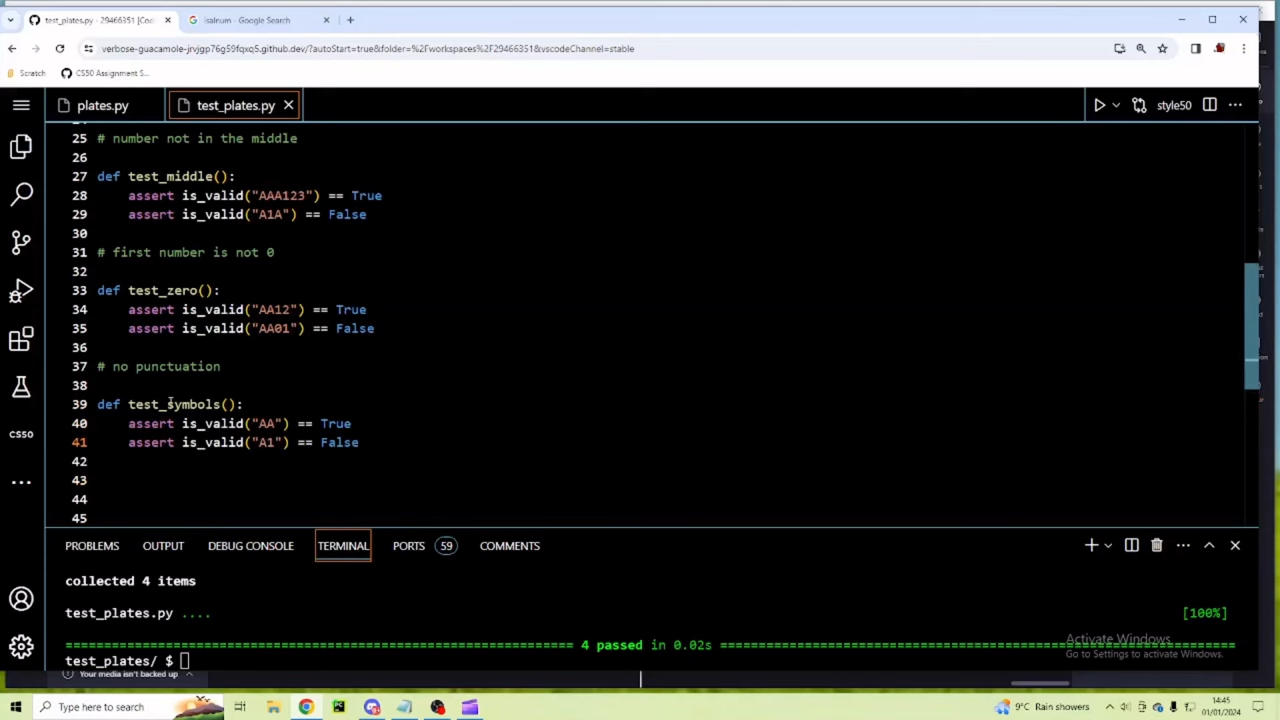 test_plates.py - 29466351 [Cod
isalnum - Google Search
verbose-guacamole-jrvjgp76g59fqxq5.github.dev/?autoStart=true&folder=%2Fworkspaces%2F29466351&vscodeChannel=stable
Scratch
CS50 Assignment S...
plates.py
test_plates.py
style50
25 # number not in the middle
26
27 def test_middle():
28 assert is_valid("AAA123") == True
29 assert is_valid("A1A") == False
30
31 # first number is not 0
32
33 def test_zero():
34 assert is_valid("AA12") == True
35 assert is_valid("AA01") == False
36
37 # no punctuation
38
39 def test_symbols():
40 assert is_valid("AA") == True
41 assert is_valid("A1") == False
42
43
44
45
CS50
PROBLEMS OUTPUT DEBUG CONSOLE TERMINAL PORTS 59 COMMENTS
collected 4 items
test_plates.py .... [100%]
=============== 4 passed in 0.02s ===============
test_plates/ $
Activate Windows
Go to Settings to activate Windows.
Your media isn't backed up
Type here to search
9°C Rain showers
14:45
01/01/2024